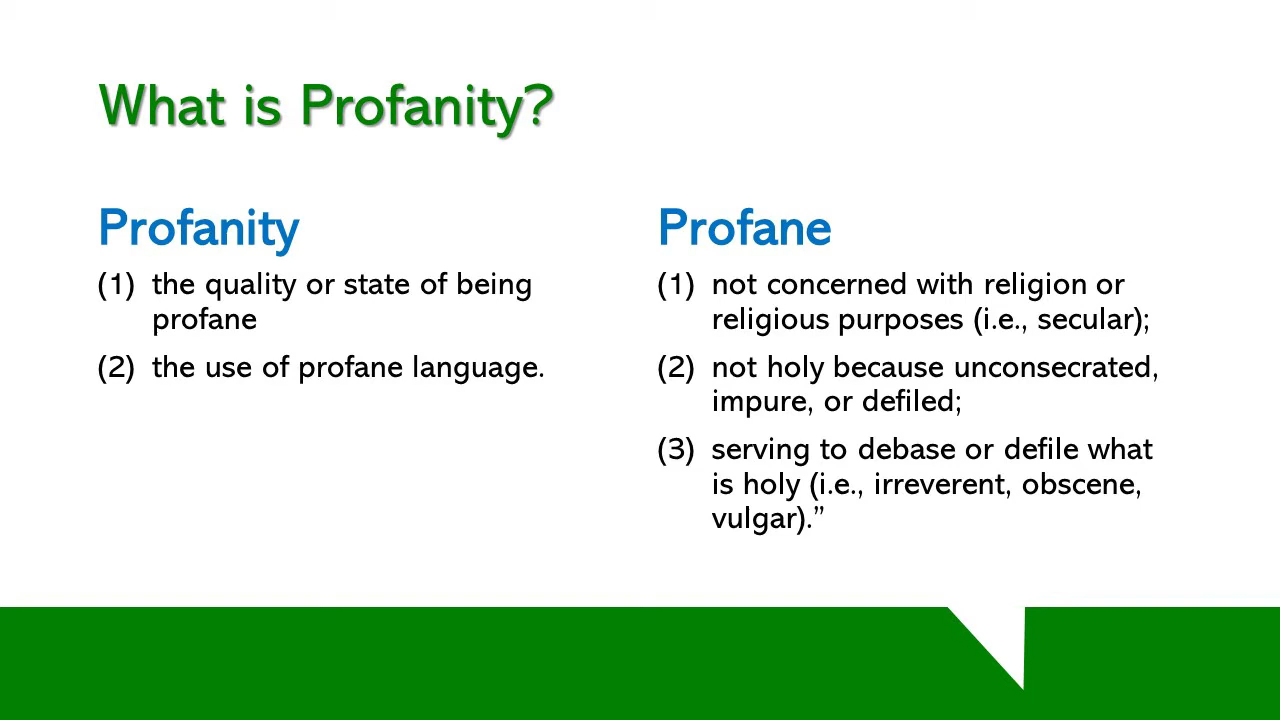 What is Profanity?
Profanity
(1) the quality or state of being
profane
(2) the use of profane language.
Profane
(1) not concerned with religion or
religious purposes (i.e., secular);
(2) not holy because unconsecrated,
impure, or defiled;
(3) serving to debase or defile what
is holy (i.e., irreverent, obscene,
vulgar).”